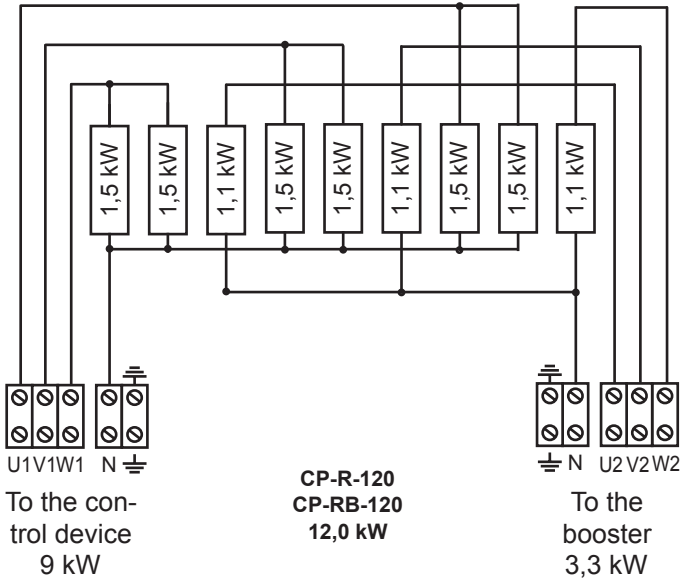 1,5 kW
1,5 kW
1,1 kW
1,5 kW
1,5 kW
1,1 kW
1,5 kW
1,5 kW
1,1 kW
U1 V1 W1 N
N U2 V2 W2
To the con-
trol device
9 kW
CP-R-120
CP-RB-120
12,0 kW
To the
booster
3,3 kW